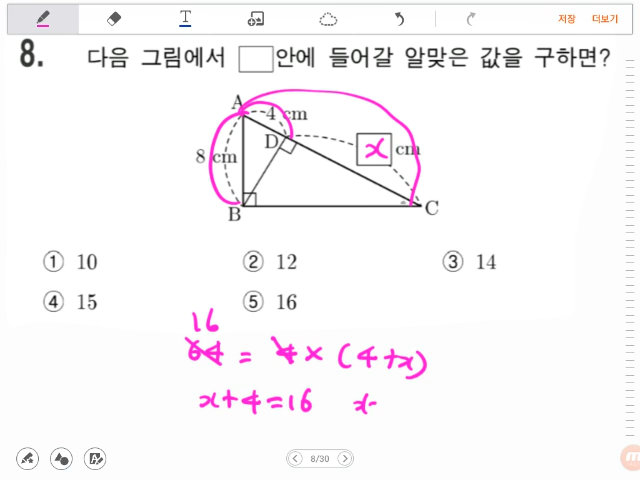 저장 더보기
8. 다음 그림에서 안에 들어갈 알맞은 값을 구하면?
A
4 cm
D
x cm
8 cm
B
C
① 10
② 12
③ 14
④ 15
⑤ 16
16
64 = 4 × (4+x)
x+4=16 x-
8/30